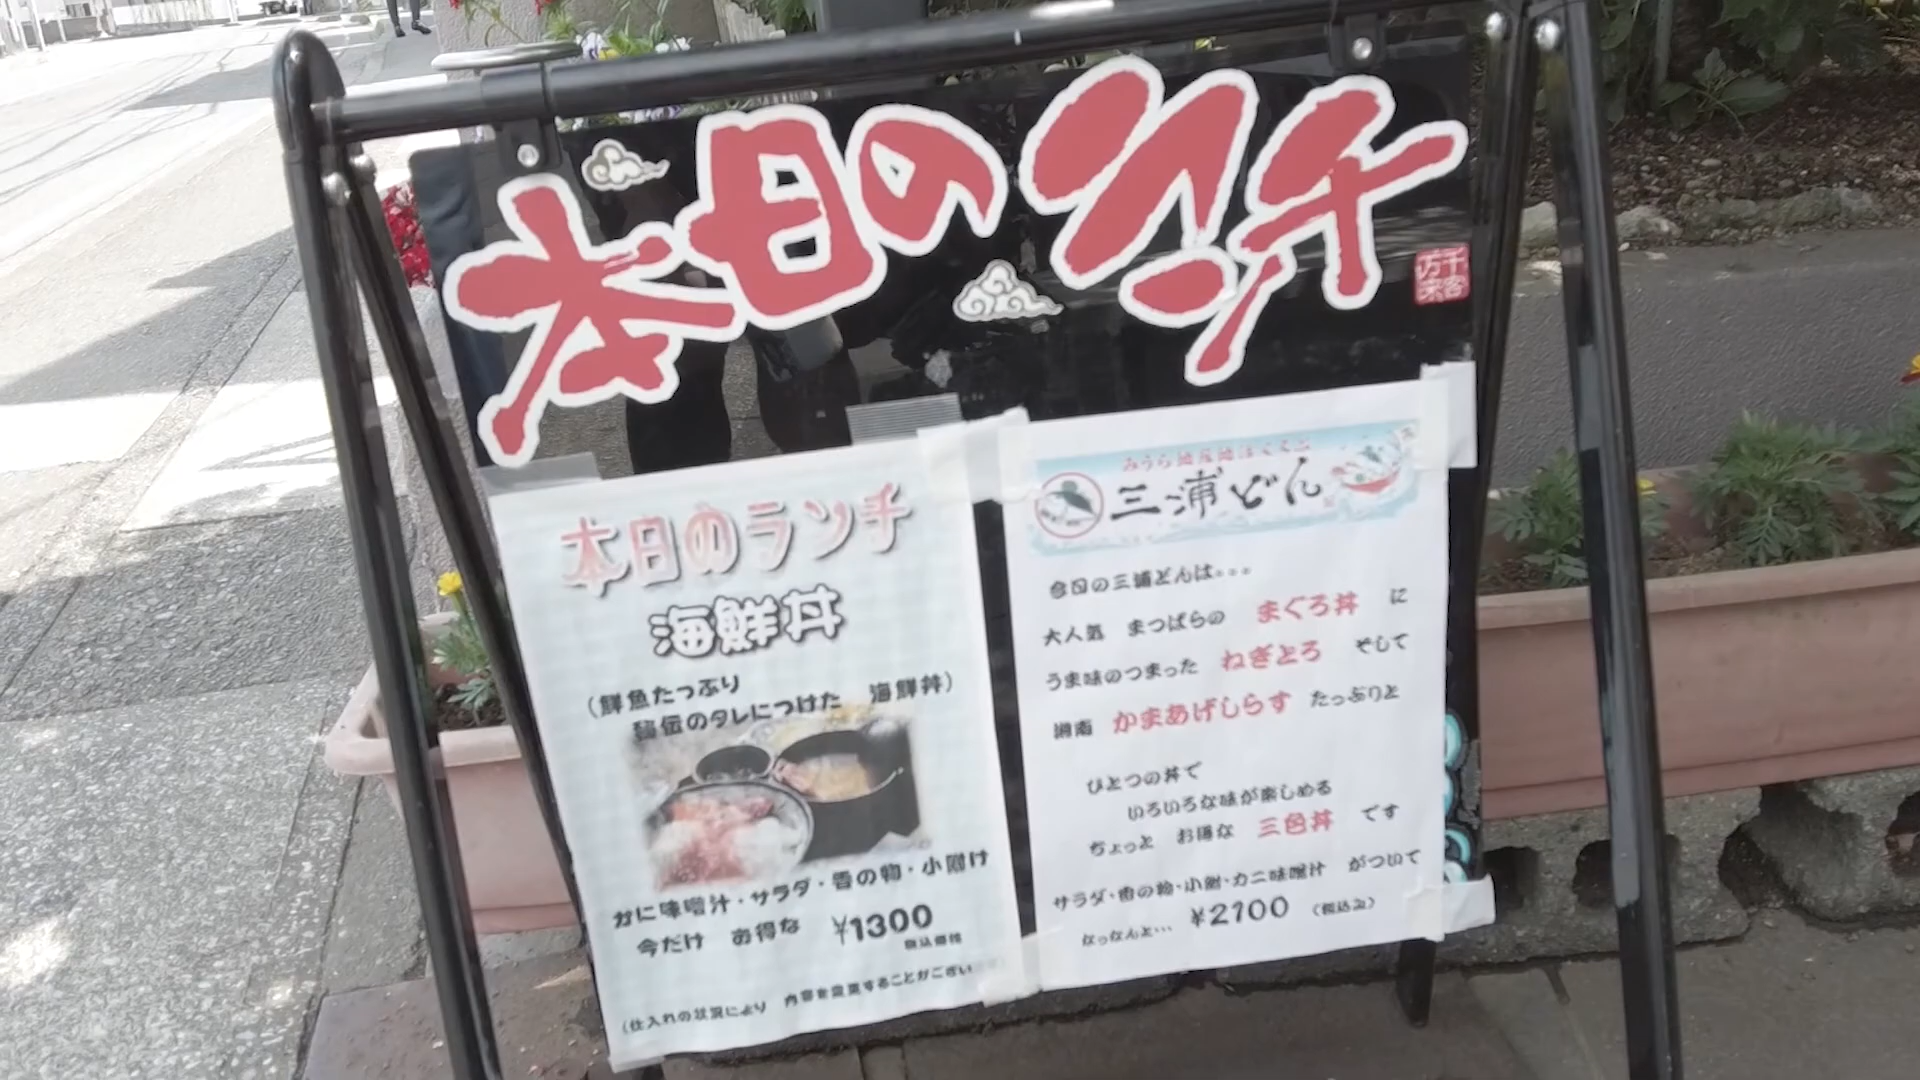 本日のランチ
千客万来
本日のランチ
海鮮丼
(鮮魚たっぷり
秘伝のタレにつけた 海鮮丼)
かに味噌汁・サラダ・香の物・小附け
今だけ お得な ¥1300
税込価格
(仕入れの状況により 内容を変更することがござい
三浦どん
今日の三浦どんは。。。
大人気 まつばらの まぐろ丼 に
うま味のつまった ねぎとろ そして
湘南 かまあげしらす たっぷりと
ひとつの丼で
いろいろな味が楽しめる
ちょっと お得な 三色丼 です
サラダ・香の物・小附・カニ味噌汁 がついて
なっなんと… ¥2100 (税込み)